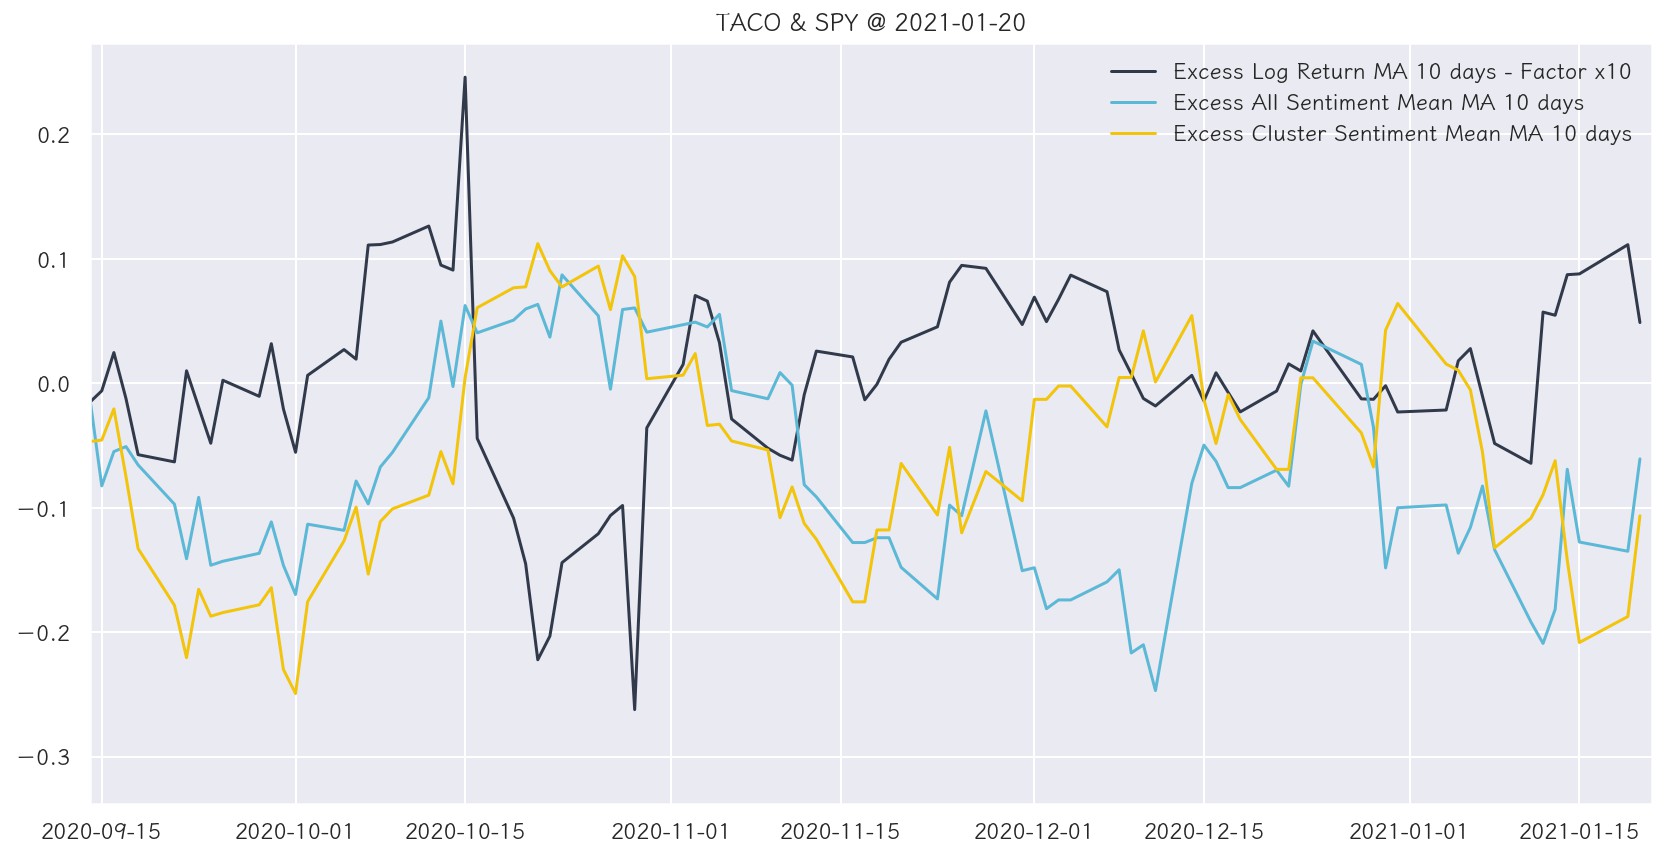 TACO & SPY @ 2021-01-20
Excess Log Return MA 10 days - Factor x10
Excess All Sentiment Mean MA 10 days
Excess Cluster Sentiment Mean MA 10 days
0.2
0.1
0.0
−0.1
−0.2
−0.3
2020-09-15 2020-10-01 2020-10-15 2020-11-01 2020-11-15 2020-12-01 2020-12-15 2021-01-01 2021-01-15